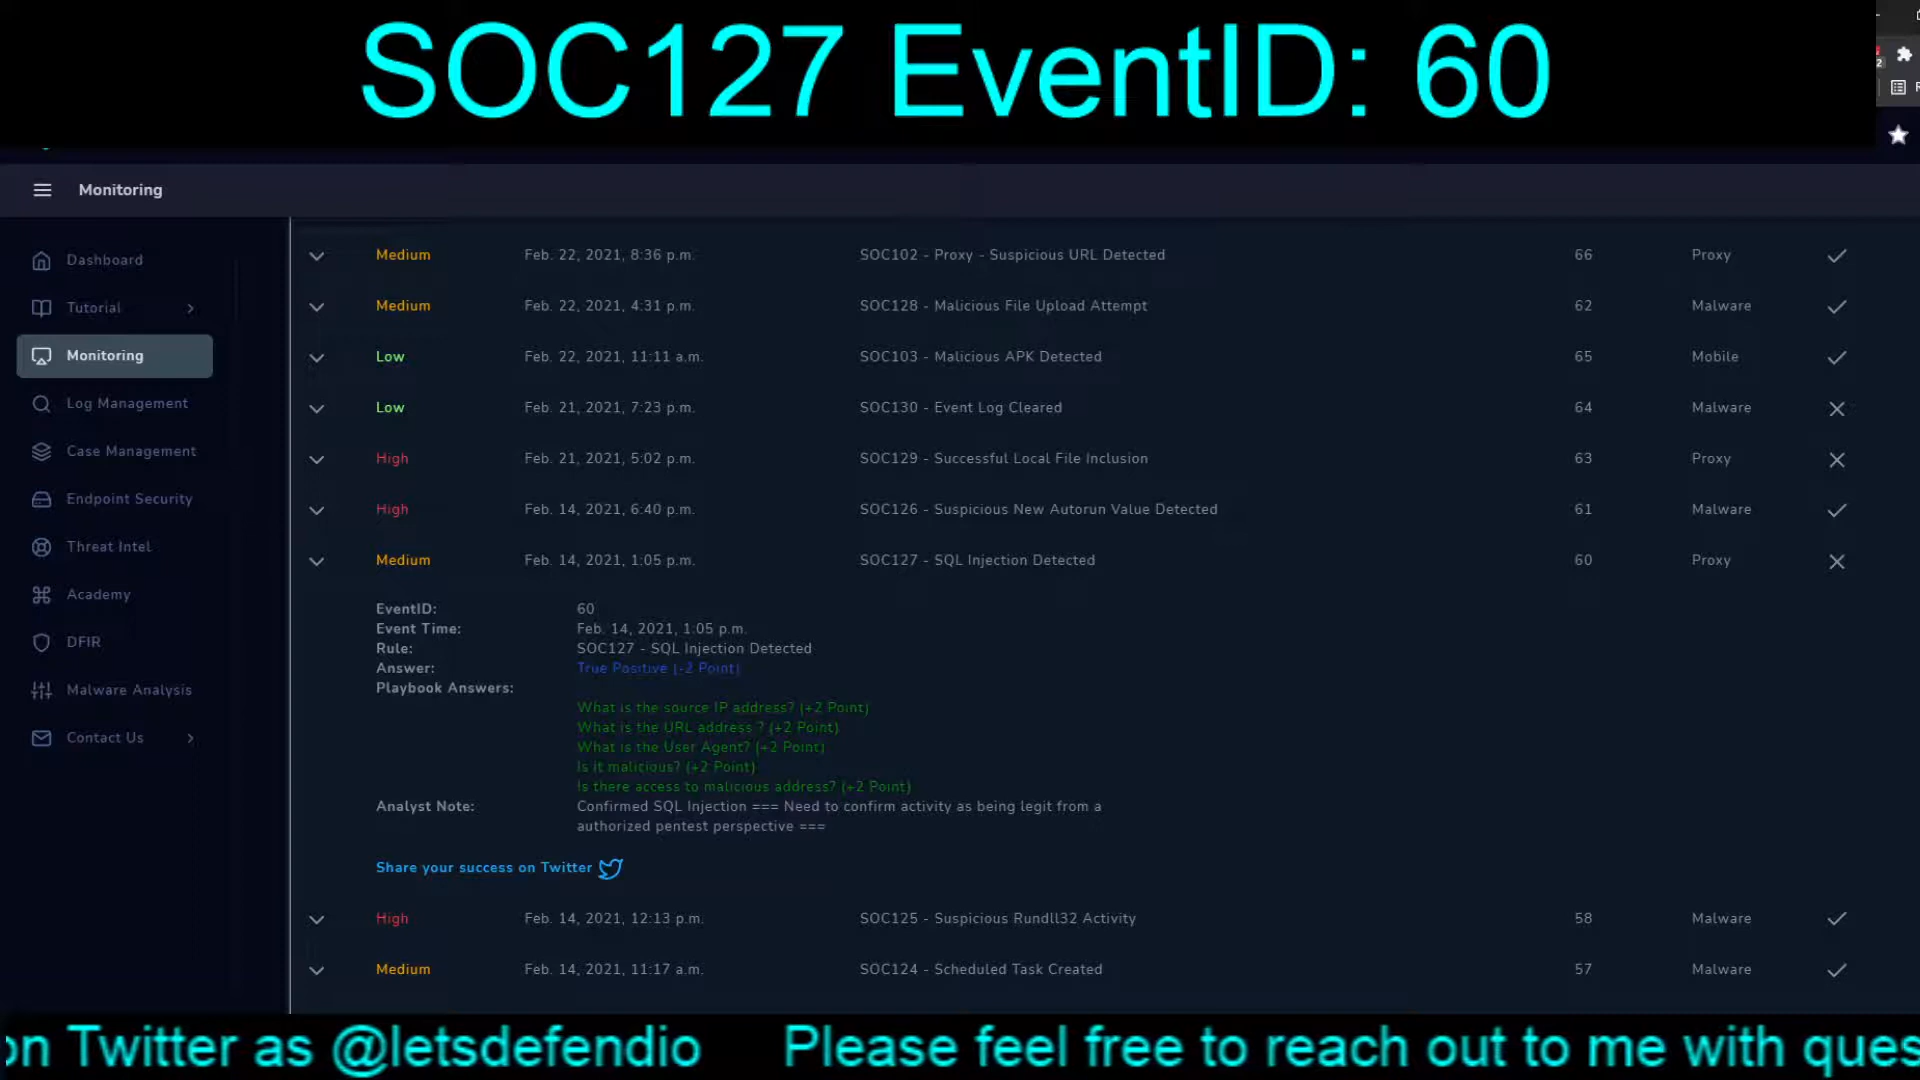 SOC127 EventID: 60
Monitoring
Dashboard
Tutorial
Monitoring
Log Management
Case Management
Endpoint Security
Threat Intel
Academy
DFIR
Malware Analysis
Contact Us
Medium Feb. 22, 2021, 8:36 p.m. SOC102 - Proxy - Suspicious URL Detected 66 Proxy
Medium Feb. 22, 2021, 4:31 p.m. SOC128 - Malicious File Upload Attempt 62 Malware
Low Feb. 22, 2021, 11:11 a.m. SOC103 - Malicious APK Detected 65 Mobile
Low Feb. 21, 2021, 7:23 p.m. SOC130 - Event Log Cleared 64 Malware
High Feb. 21, 2021, 5:02 p.m. SOC129 - Successful Local File Inclusion 63 Proxy
High Feb. 14, 2021, 6:40 p.m. SOC126 - Suspicious New Autorun Value Detected 61 Malware
Medium Feb. 14, 2021, 1:05 p.m. SOC127 - SQL Injection Detected 60 Proxy
EventID: 60
Event Time: Feb. 14, 2021, 1:05 p.m.
Rule: SOC127 - SQL Injection Detected
Answer: True Positive (-2 Point)
Playbook Answers:
What is the source IP address? (+2 Point)
What is the URL address ? (+2 Point)
What is the User Agent? (+2 Point)
Is it malicious? (+2 Point)
Is there access to malicious address? (+2 Point)
Analyst Note: Confirmed SQL Injection === Need to confirm activity as being legit from a
authorized pentest perspective ===
Share your success on Twitter
High Feb. 14, 2021, 12:13 p.m. SOC125 - Suspicious Rundll32 Activity 58 Malware
Medium Feb. 14, 2021, 11:17 a.m. SOC124 - Scheduled Task Created 57 Malware
on Twitter as @letsdefendio Please feel free to reach out to me with ques